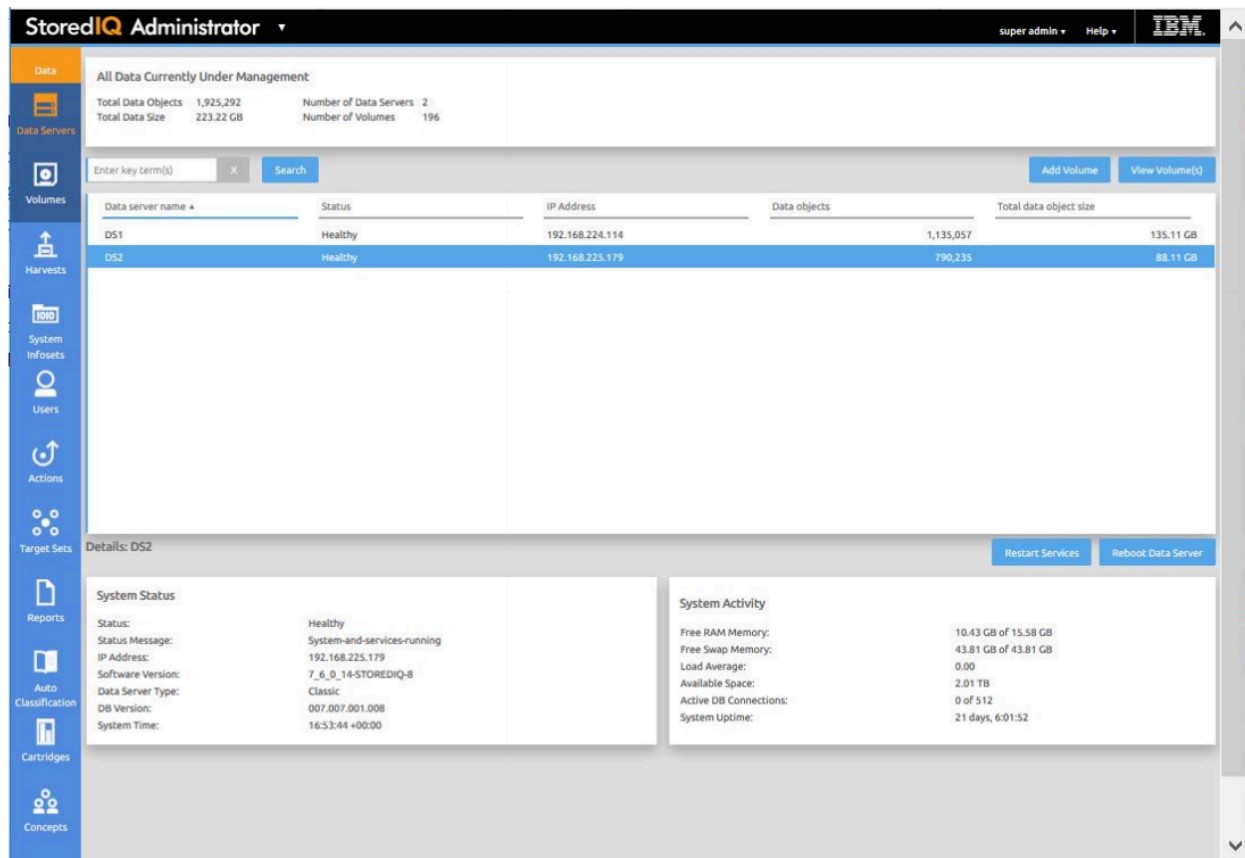 StoredIQ Administrator ▼
super admin ▾ Help ▾ IBM.
Data
Data Servers
Volumes
Harvests
1010
System
Infosets
Users
Actions
Target Sets
Reports
Auto
Classification
Cartridges
Concepts
All Data Currently Under Management
Total Data Objects 1,925,292 Number of Data Servers 2
Total Data Size 223.22 GB Number of Volumes 196
Enter key term(s) X Search Add Volume View Volume(s)
Data server name ▴ Status IP Address Data objects Total data object size
DS1 Healthy 192.168.224.114 1,135,057 135.11 GB
DS2 Healthy 192.168.225.179 790,235 88.11 GB
Details: DS2 Restart Services Reboot Data Server
System Status
Status: Healthy
Status Message: System-and-services-running
IP Address: 192.168.225.179
Software Version: 7_6_0_14-STOREDIQ-8
Data Server Type: Classic
DB Version: 007.007.001.008
System Time: 16:53:44 +00:00
System Activity
Free RAM Memory: 10.43 GB of 15.58 GB
Free Swap Memory: 43.81 GB of 43.81 GB
Load Average: 0.00
Available Space: 2.01 TB
Active DB Connections: 0 of 512
System Uptime: 21 days, 6:01:52